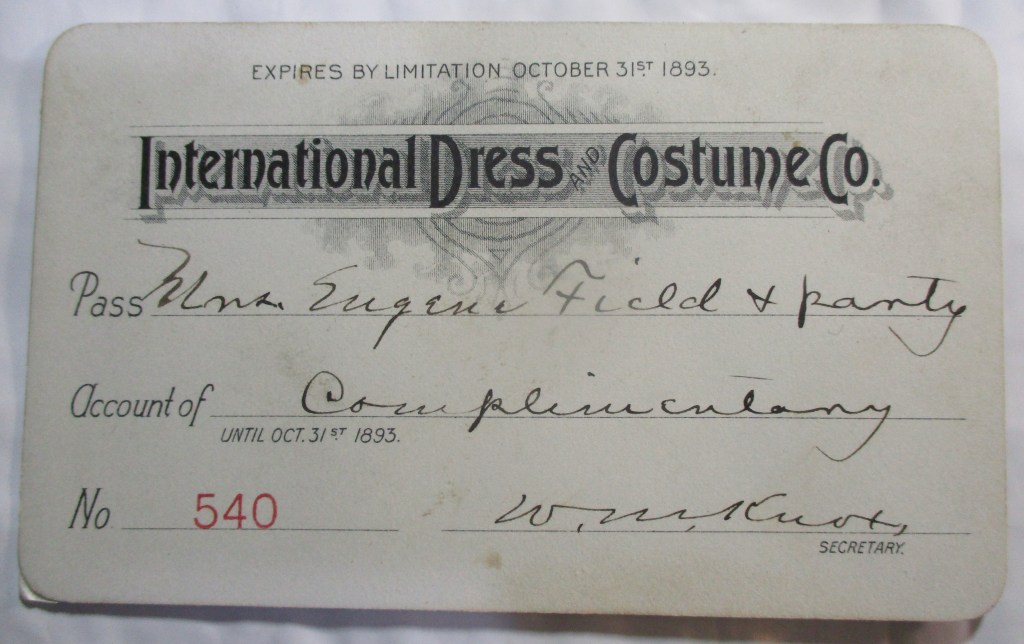 EXPIRES BY LIMITATION OCTOBER 31ST 1893.
International Dress AND Costume Co.
Pass Mrs. Eugene Field & party
Account of Complimentary
UNTIL OCT. 31ST 1893.
No 540 W. M. Knox,
SECRETARY.